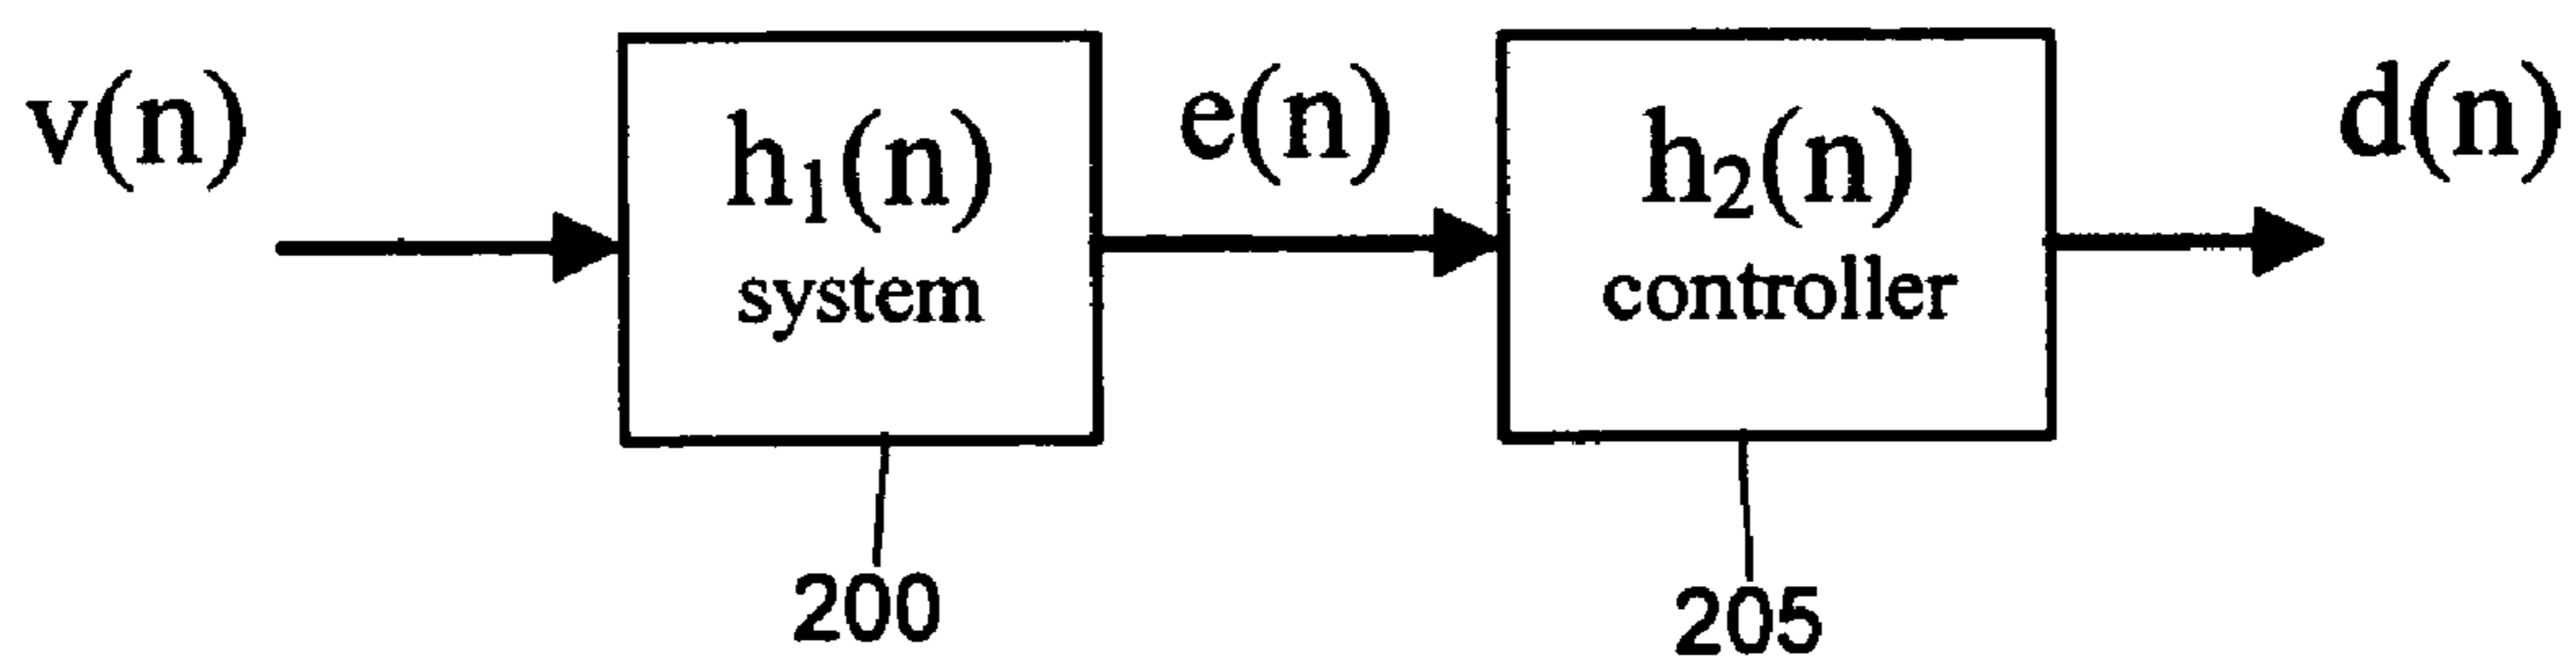 v(n)
h₁(n)
system
e(n)
h₂(n)
controller
d(n)
200
205